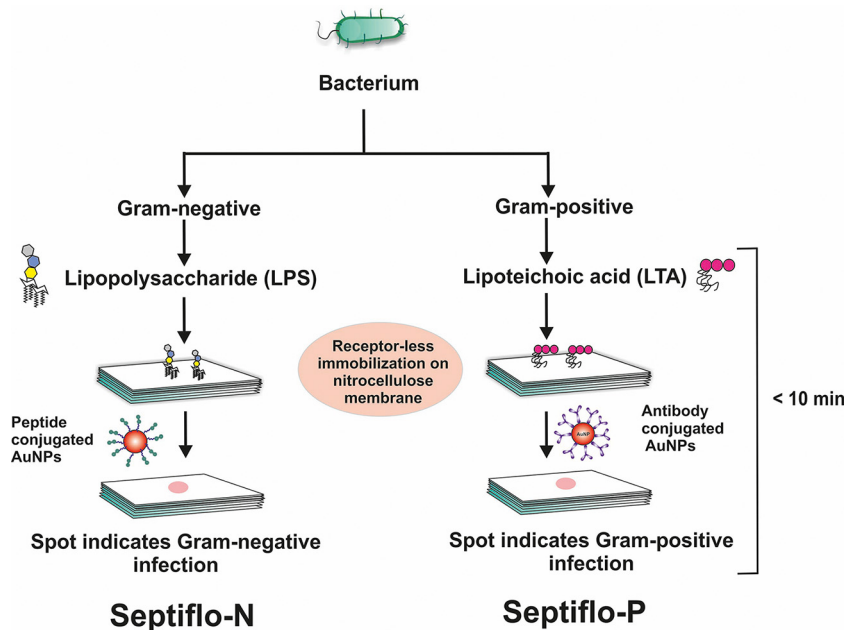 Bacterium
Gram-negative
Gram-positive
Lipopolysaccharide (LPS)
Lipoteichoic acid (LTA)
Receptor-less
immobilization on
nitrocellulose
membrane
< 10 min
Peptide
conjugated
AuNPs
AuNP
Antibody
conjugated
AuNPs
Spot indicates Gram-negative
infection
Spot indicates Gram-positive
infection
Septiflo-N
Septiflo-P